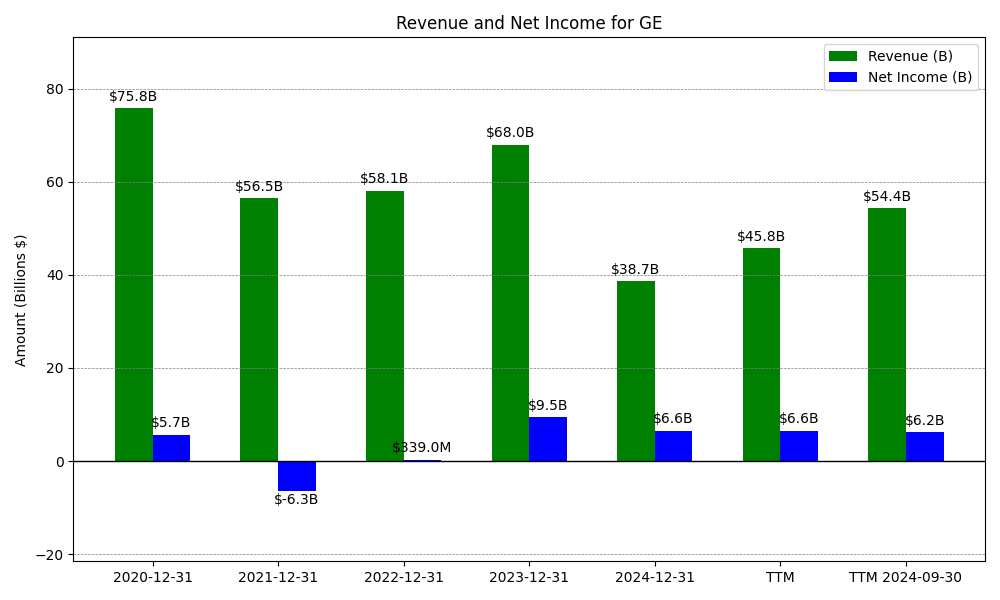 Revenue and Net Income for GE
Revenue (B)
Net Income (B)
Amount (Billions $)
80
60
40
20
0
−20
$75.8B
$56.5B
$58.1B
$68.0B
$38.7B
$45.8B
$54.4B
$5.7B
$-6.3B
$339.0M
$9.5B
$6.6B
$6.6B
$6.2B
2020-12-31
2021-12-31
2022-12-31
2023-12-31
2024-12-31
TTM
TTM 2024-09-30